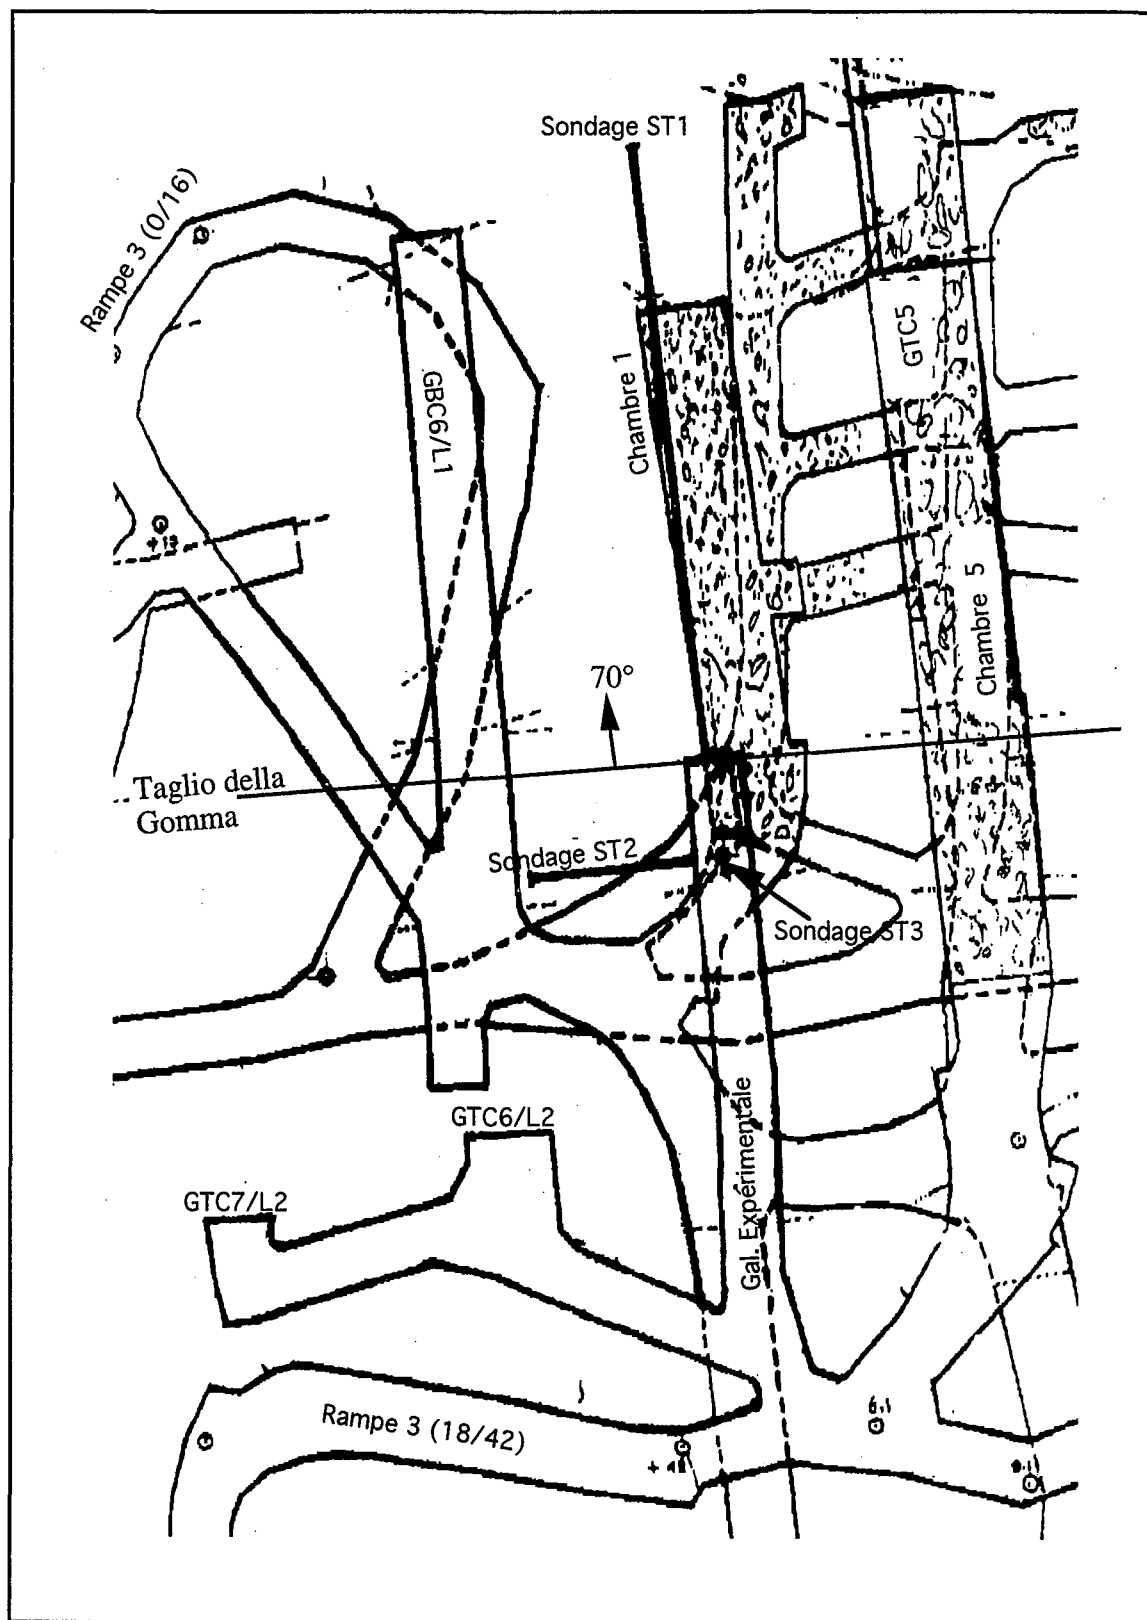 Sondage ST1
Rampe 3 (0/16)
GTC5
Chambre 1
GBC6/L1
+13
Chambre 5
70°
Taglio della
Gomma
Sondage ST2
Sondage ST3
Gal. Expérimentale
GTC6/L2
GTC7/L2
Rampe 3 (18/42)